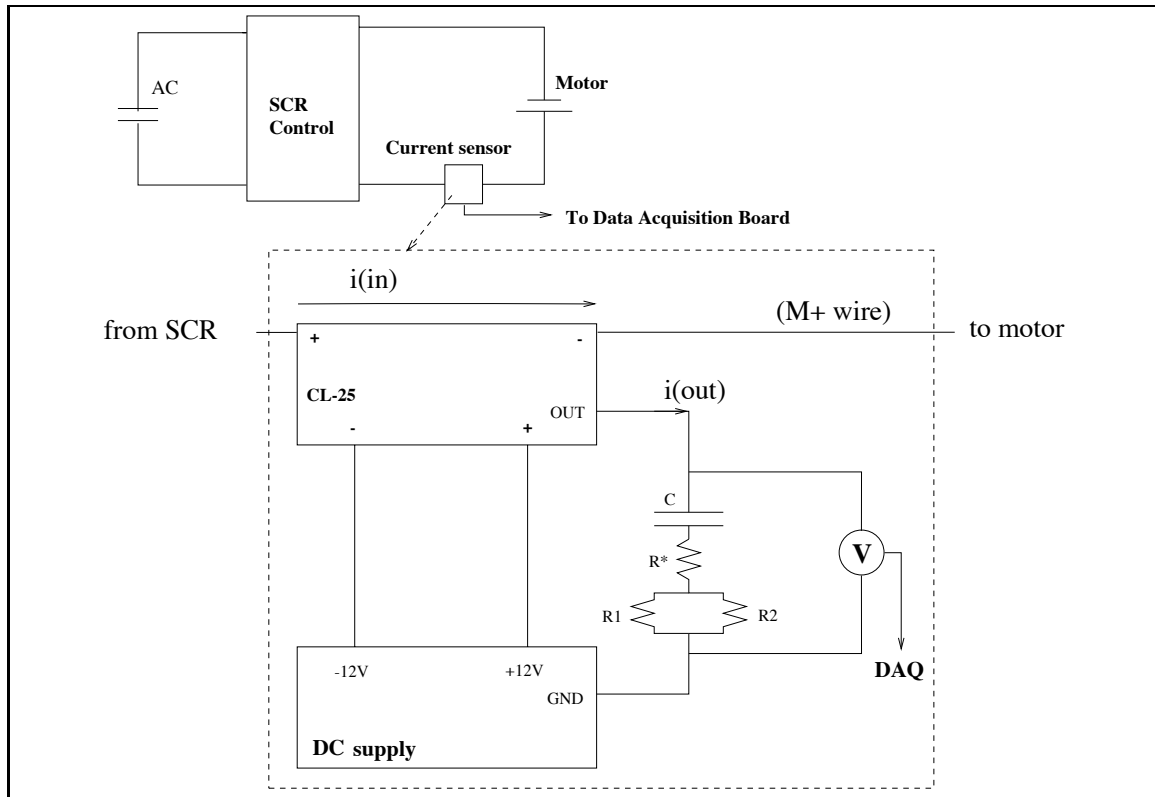 AC
SCR
Control
Motor
Current sensor
To Data Acquisition Board
i(in)
from SCR
(M+ wire)
to motor
+
-
CL-25
i(out)
OUT
-
+
C
R*
V
R1
R2
-12V
+12V
DAQ
GND
DC supply